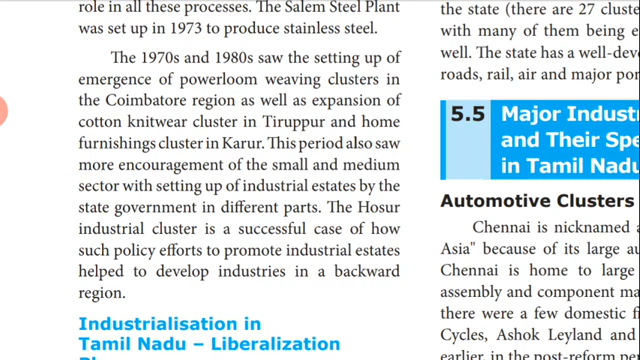 role in all these processes. The Salem Steel Plant
was set up in 1973 to produce stainless steel.
The 1970s and 1980s saw the setting up of
emergence of powerloom weaving clusters in
the Coimbatore region as well as expansion of
cotton knitwear cluster in Tiruppur and home
furnishings cluster in Karur. This period also saw
more encouragement of the small and medium
sector with setting up of industrial estates by the
state government in different parts. The Hosur
industrial cluster is a successful case of how
such policy efforts to promote industrial estates
helped to develop industries in a backward
region.
Industrialisation in
Tamil Nadu – Liberalization
the state (there are 27 cluste
with many of them being e
well. The state has a well-deve
roads, rail, air and major por
5.5 Major Industr
and Their Spe
in Tamil Nadu
Automotive Clusters
Chennai is nicknamed a
Asia" because of its large au
Chennai is home to large
assembly and component ma
there were a few domestic fi
Cycles, Ashok Leyland and
earlier, in the post-reform pe